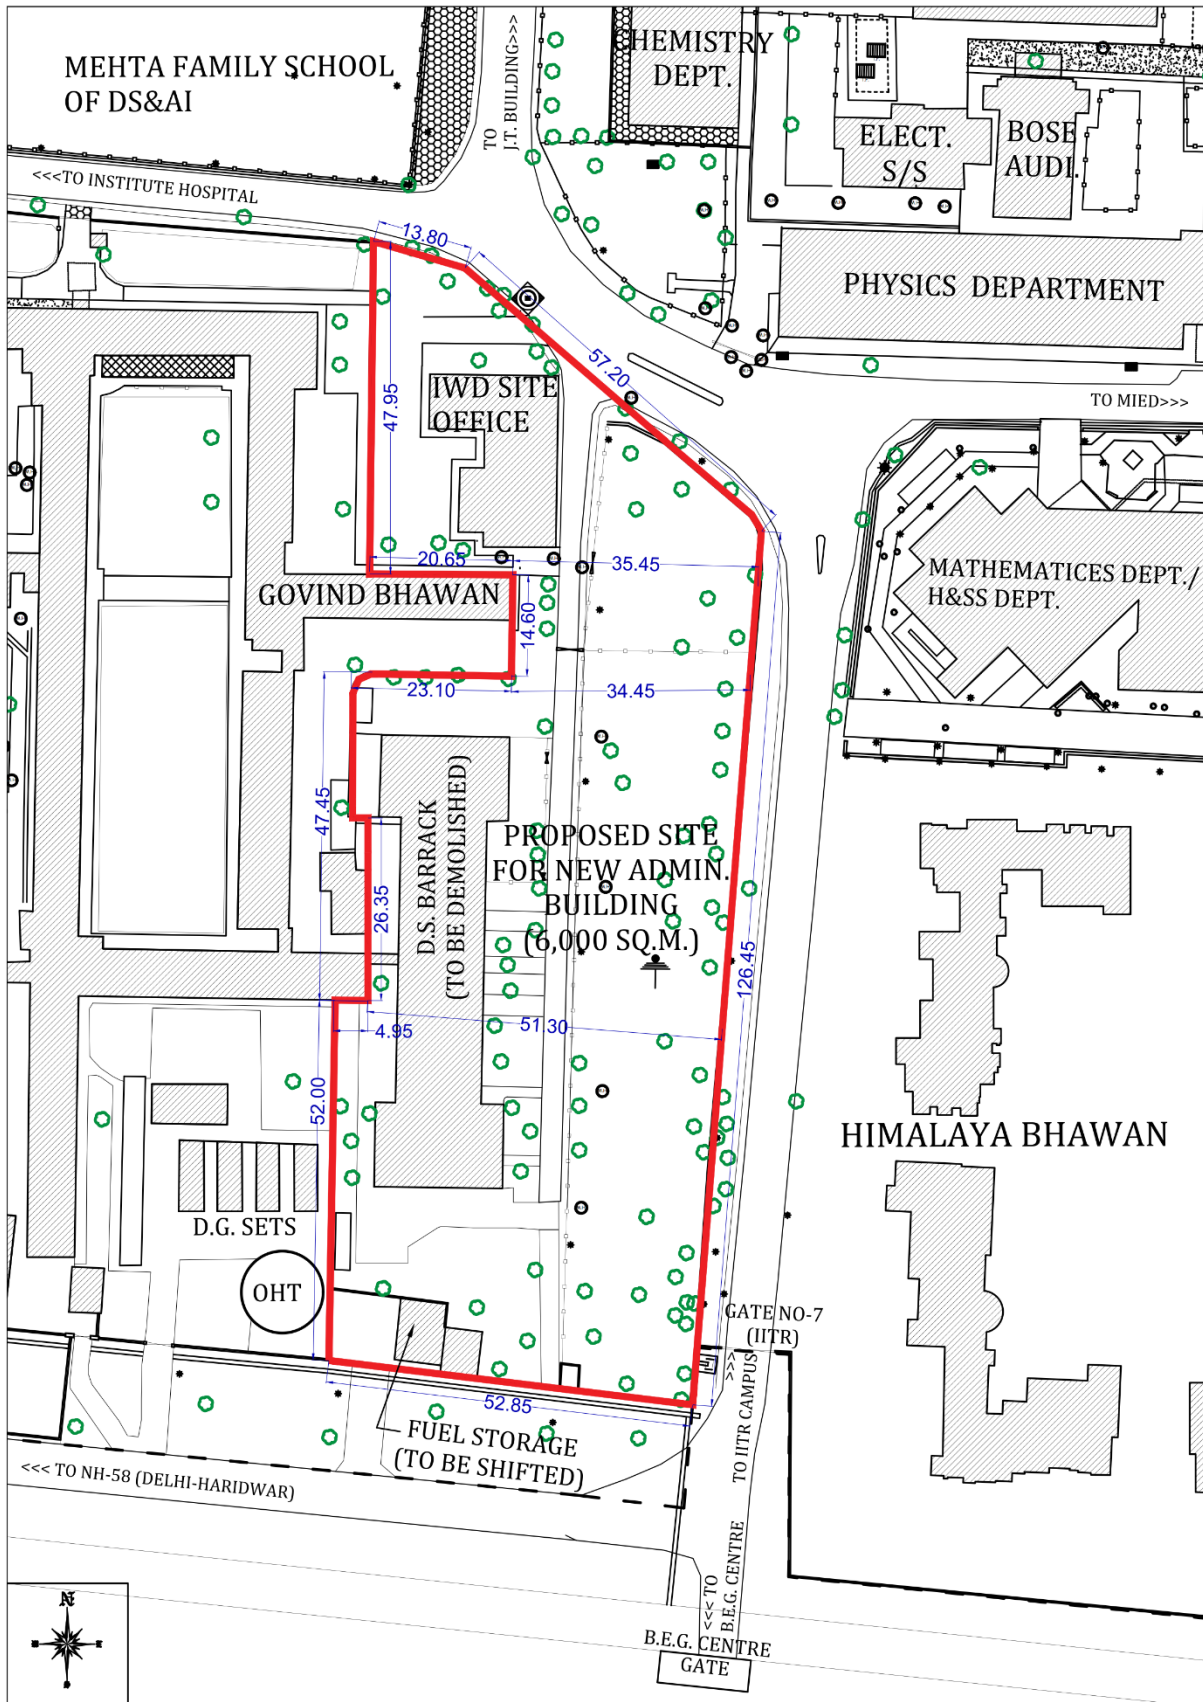 MEHTA FAMILY SCHOOL
OF DS&AI
TO
J.T. BUILDING>>>
CHEMISTRY
DEPT.
ELECT.
S/S
BOSE
AUDI.
<<<TO INSTITUTE HOSPITAL
13.80
PHYSICS DEPARTMENT
57.20
47.95
IWD SITE
OFFICE
TO MIED>>>
20.65
35.45
GOVIND BHAWAN
14.60
MATHEMATICES DEPT./
H&SS DEPT.
23.10
34.45
47.45
D.S. BARRACK
(TO BE DEMOLISHED)
PROPOSED SITE
FOR NEW ADMIN.
BUILDING
(6,000 SQ.M.)
26.35
126.45
4.95
51.30
52.00
HIMALAYA BHAWAN
D.G. SETS
OHT
GATE NO-7
(IITR)
>>>
TO IITR CAMPUS
52.85
FUEL STORAGE
(TO BE SHIFTED)
<<< TO NH-58 (DELHI-HARIDWAR)
<<< TO
B.E.G. CENTRE
B.E.G. CENTRE
GATE
N